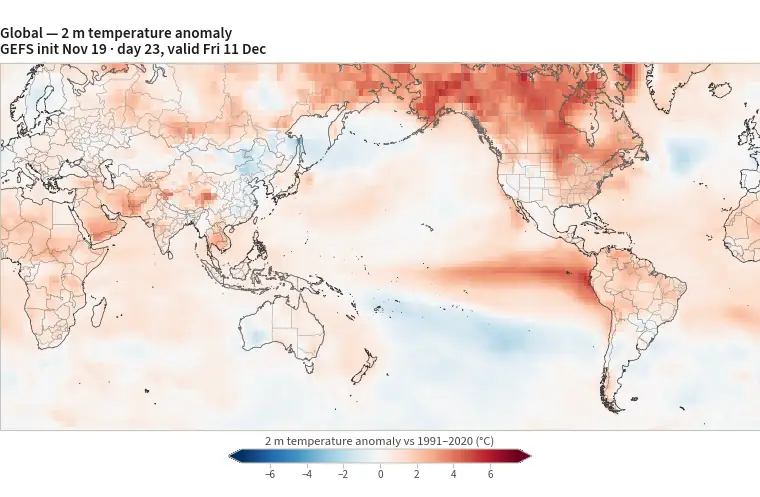 Global — 2 m temperature anomaly
GEFS init Nov 19 · day 23, valid Fri 11 Dec
2 m temperature anomaly vs 1991–2020 (°C)
−6 −4 −2 0 2 4 6